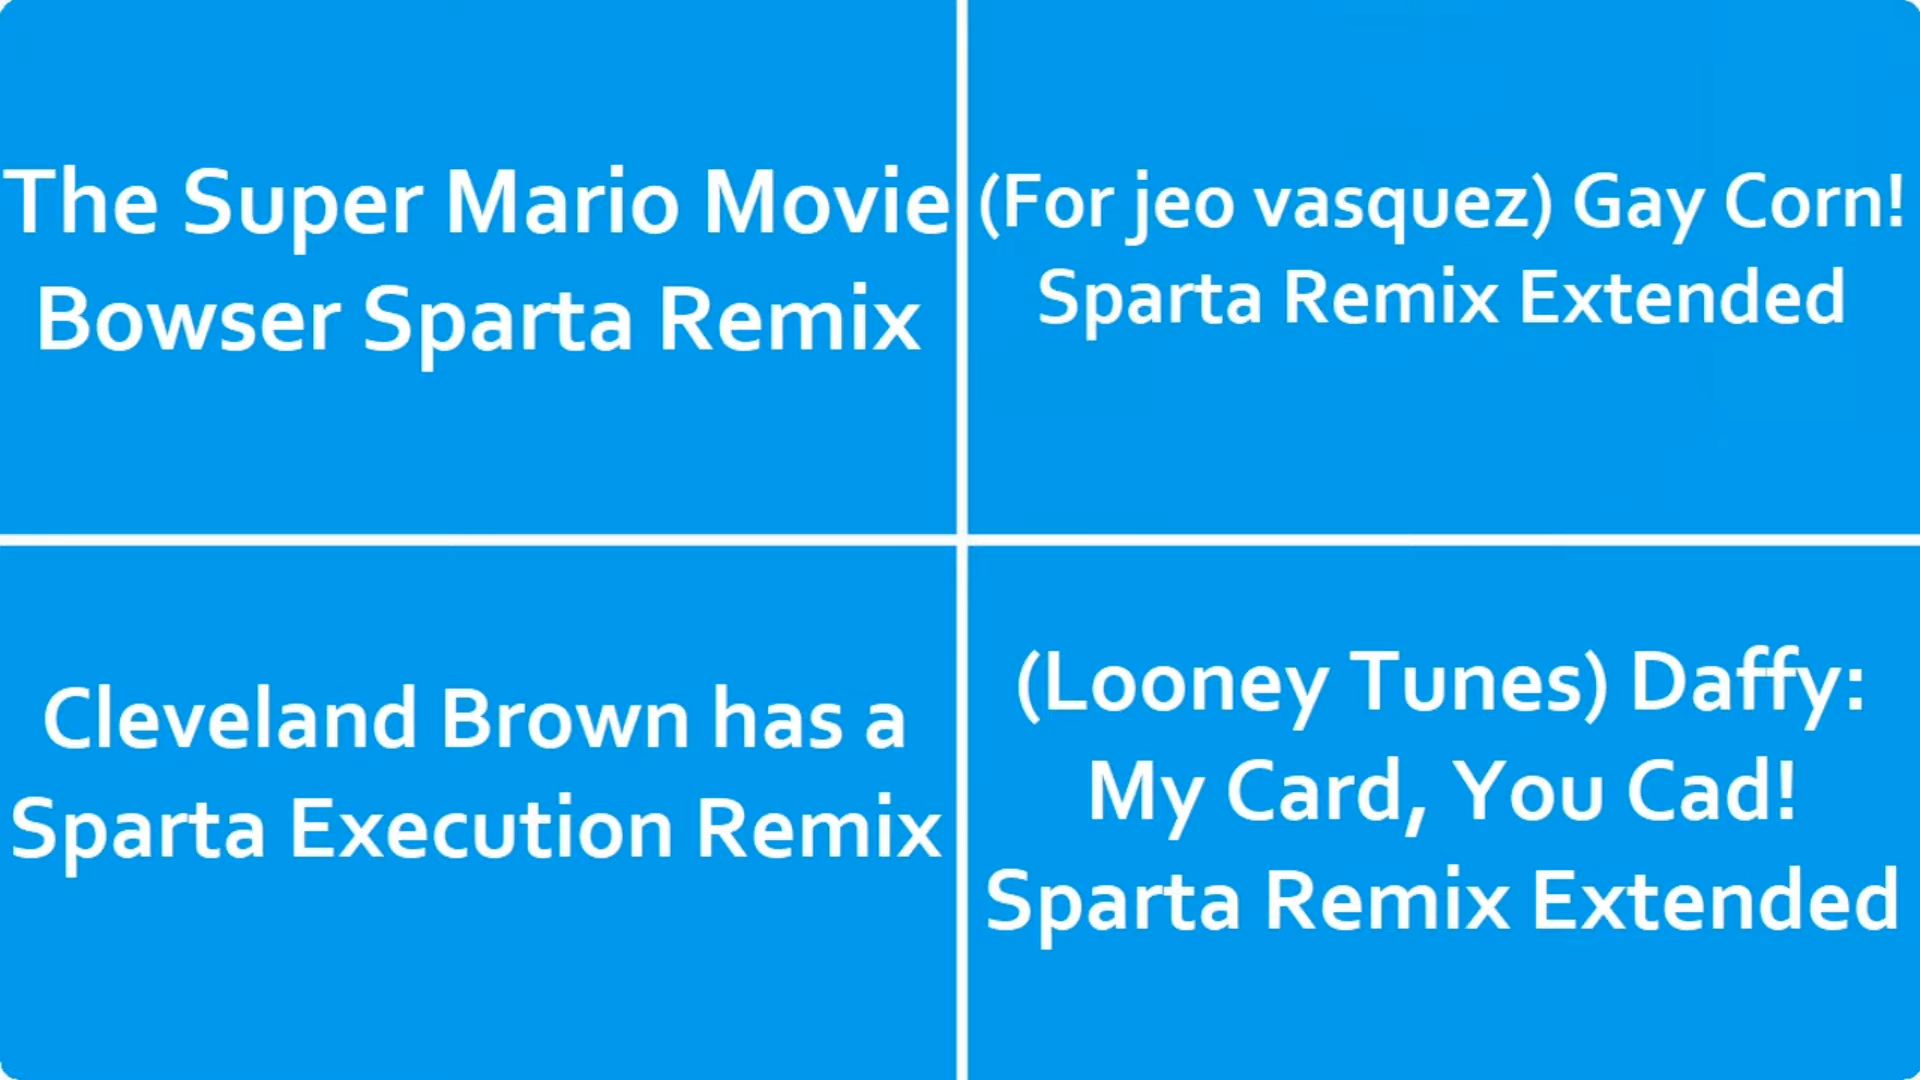 The Super Mario Movie
Bowser Sparta Remix
(For jeo vasquez) Gay Corn!
Sparta Remix Extended
Cleveland Brown has a
Sparta Execution Remix
(Looney Tunes) Daffy:
My Card, You Cad!
Sparta Remix Extended